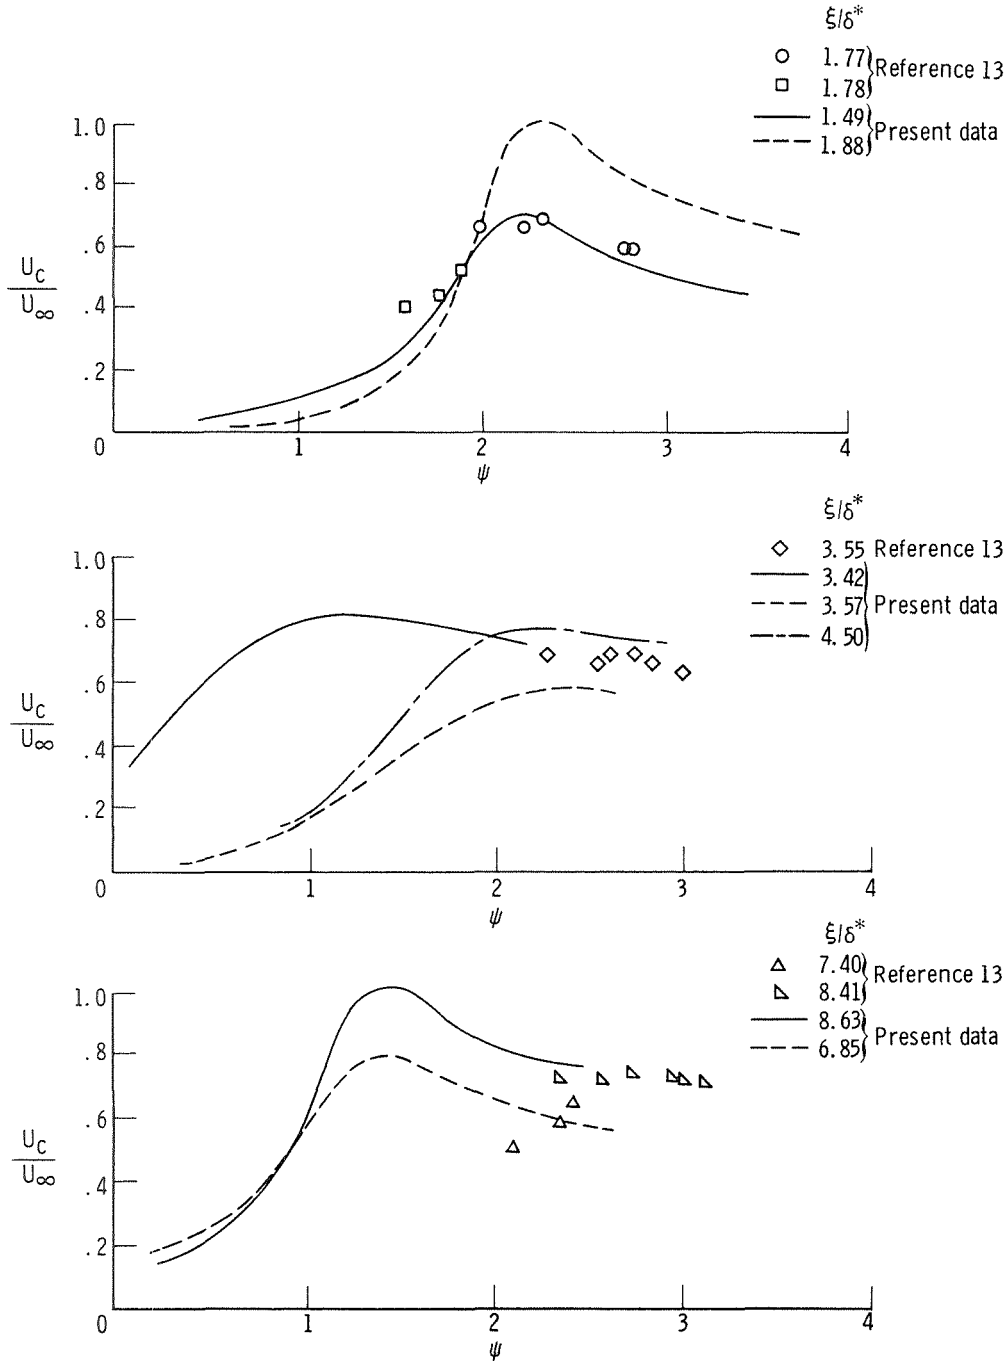 ξ/δ*
1.77
1.78
Reference 13
1.49
1.88
Present data
1.0
.8
.6
.4
.2
0
U_C
U_∞
1
2
3
4
ψ
ξ/δ*
3.55 Reference 13
3.42
3.57
4.50
Present data
1.0
.8
.6
.4
.2
0
U_C
U_∞
1
2
3
4
ψ
ξ/δ*
7.40
8.41
Reference 13
8.63
6.85
Present data
1.0
.8
.6
.4
.2
0
U_C
U_∞
1
2
3
4
ψ